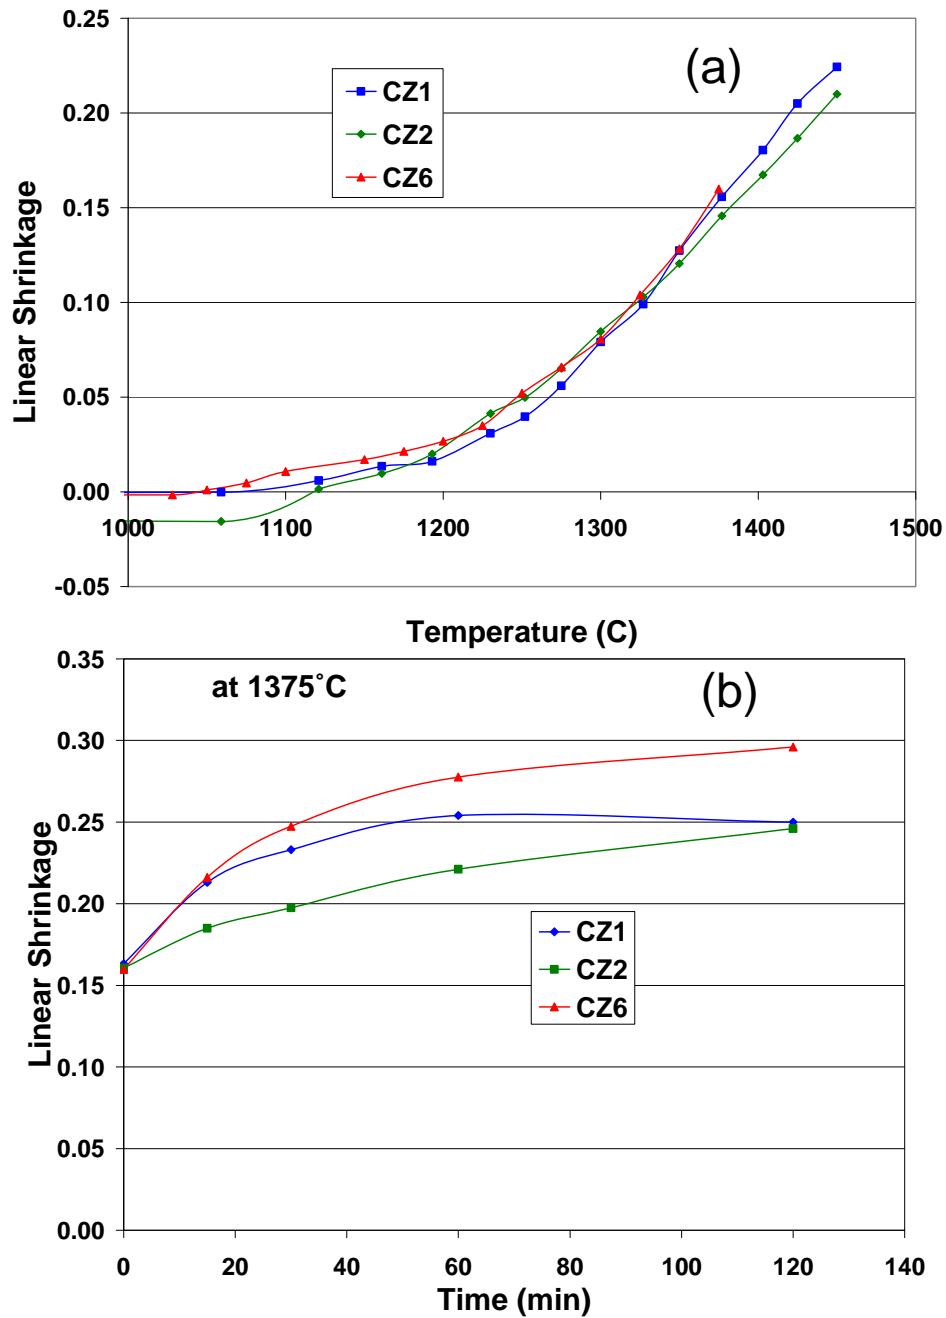 0.25
(a)
CZ1
CZ2
CZ6
0.20
0.15
0.10
0.05
0.00
-0.05
Linear Shrinkage
1000 1100 1200 1300 1400 1500
Temperature (C)
0.35
at 1375˚C
(b)
0.30
0.25
0.20
0.15
0.10
0.05
0.00
Linear Shrinkage
CZ1
CZ2
CZ6
0 20 40 60 80 100 120 140
Time (min)